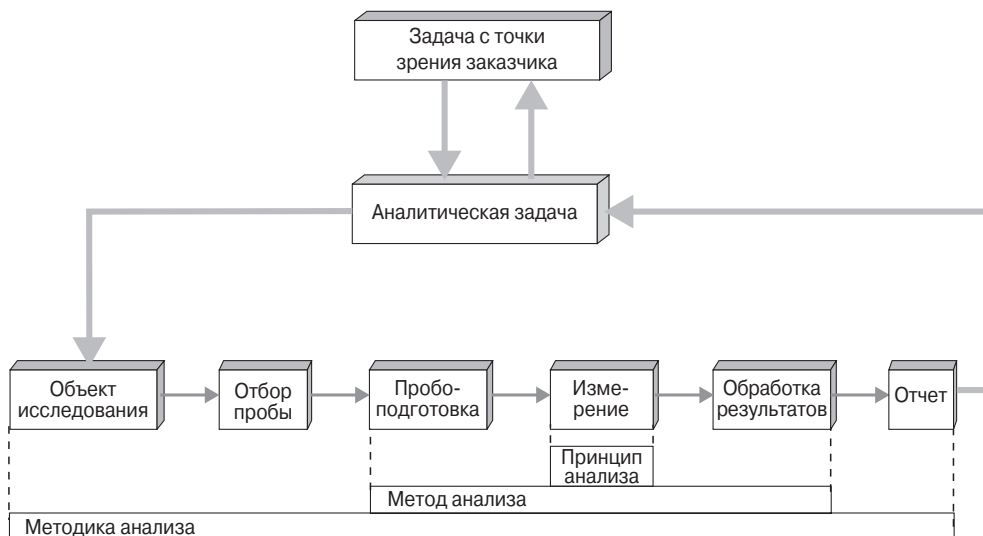 Задача с точки
зрения заказчика
Аналитическая задача
Объект
исследования
Отбор
пробы
Пробо-
подготовка
Изме-
рение
Обработка
результатов
Отчет
Принцип
анализа
Метод анализа
Методика анализа